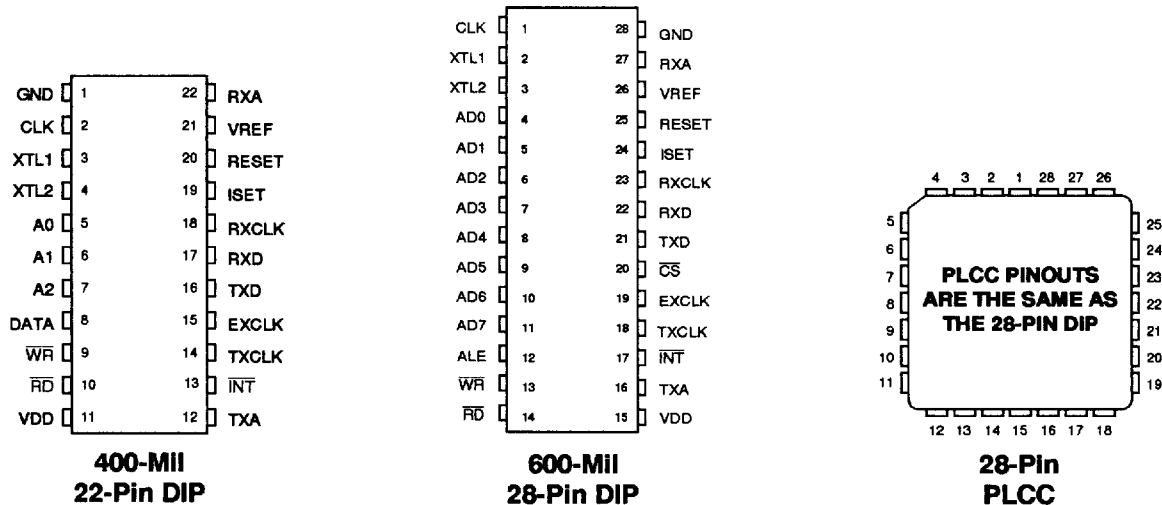 GND 1 22 RXA
CLK 2 21 VREF
XTL1 3 20 RESET
XTL2 4 19 ISET
A0 5 18 RXCLK
A1 6 17 RXD
A2 7 16 TXD
DATA 8 15 EXCLK
W̅R̅ 9 14 TXCLK
R̅D̅ 10 13 I̅N̅T̅
VDD 11 12 TXA
400-Mil
22-Pin DIP
CLK 1 28 GND
XTL1 2 27 RXA
XTL2 3 26 VREF
AD0 4 25 RESET
AD1 5 24 ISET
AD2 6 23 RXCLK
AD3 7 22 RXD
AD4 8 21 TXD
AD5 9 20 C̅S̅
AD6 10 19 EXCLK
AD7 11 18 TXCLK
ALE 12 17 I̅N̅T̅
W̅R̅ 13 16 TXA
R̅D̅ 14 15 VDD
600-Mil
28-Pin DIP
4 3 2 1 28 27 26
5 25
6 24
7 23
8 22
9 21
10 20
11 19
PLCC PINOUTS
ARE THE SAME AS
THE 28-PIN DIP
12 13 14 15 16 17 18
28-Pin
PLCC